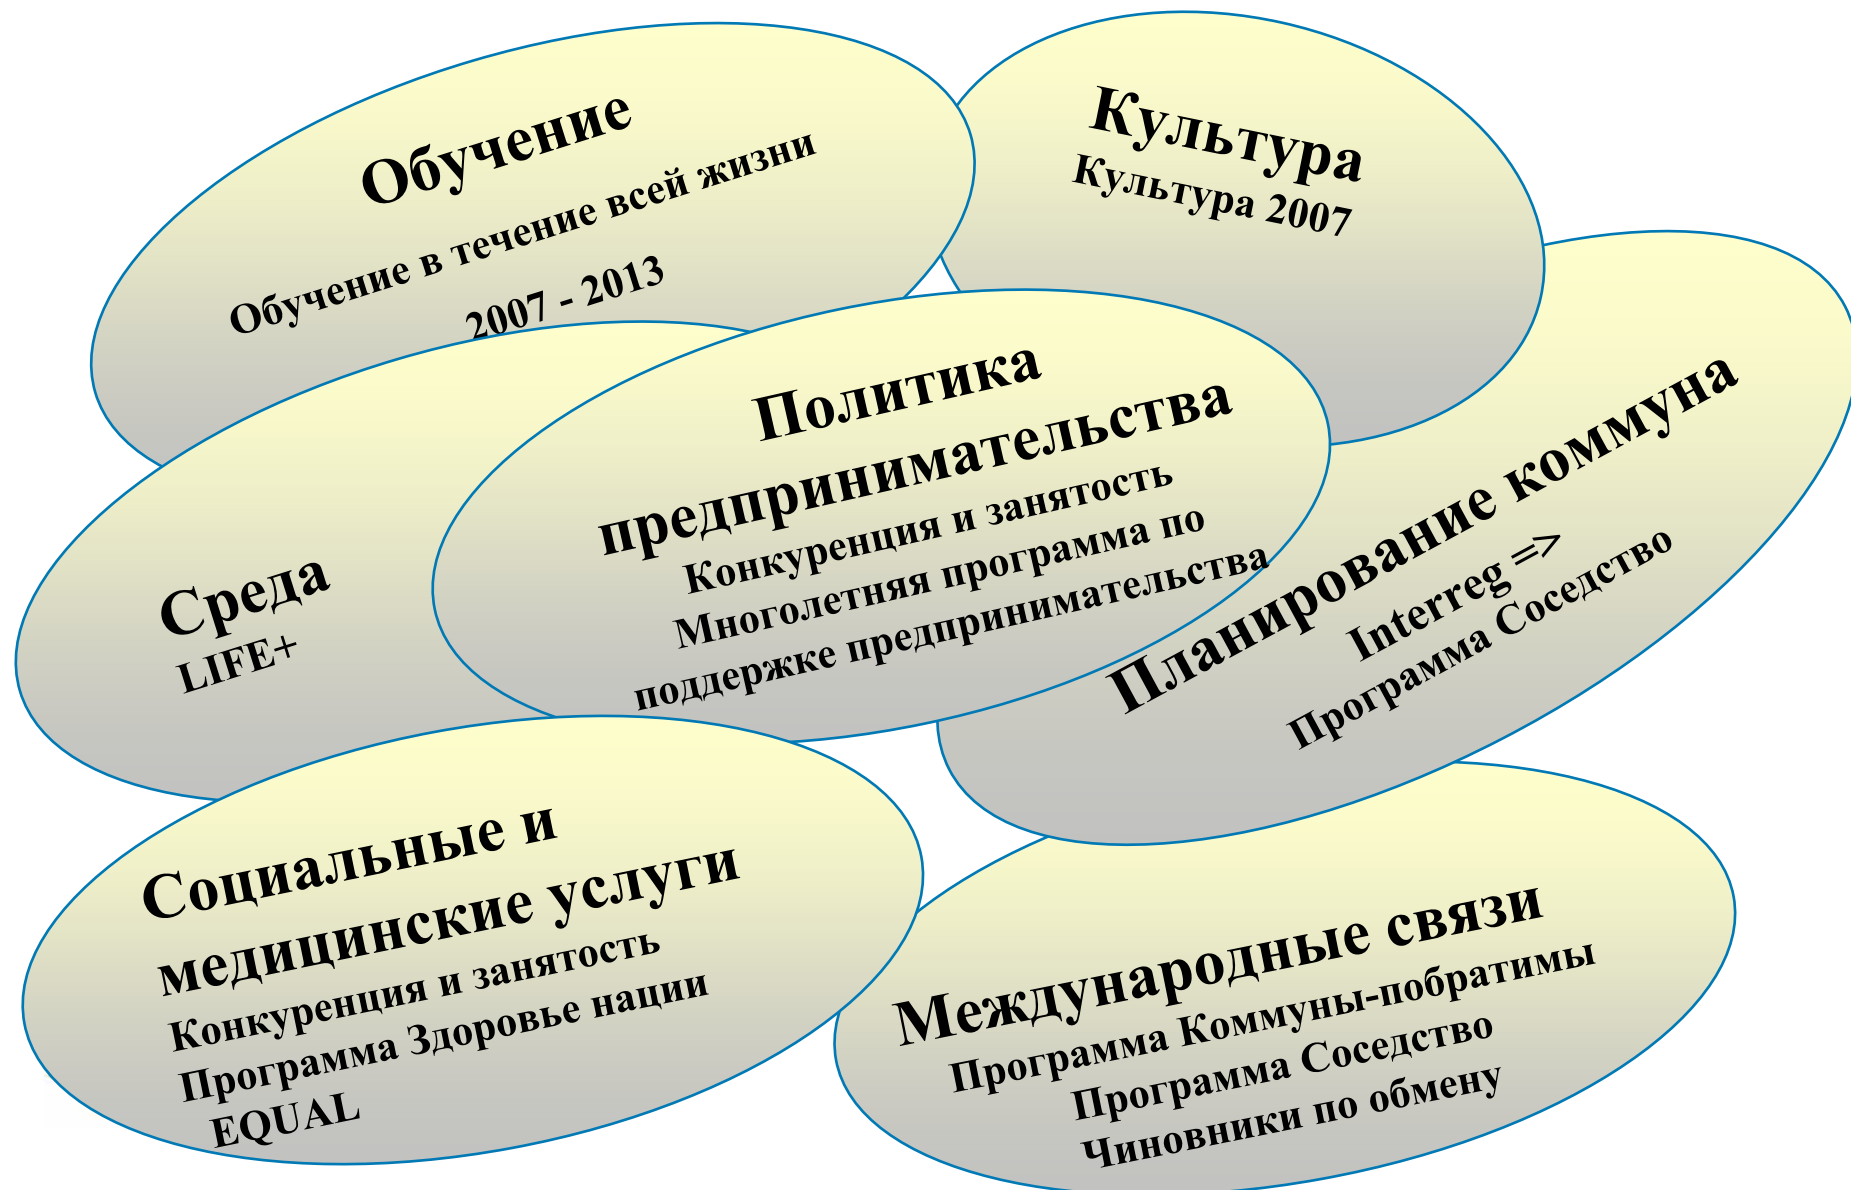 Обучение
Обучение в течение всей жизни
2007 - 2013
Культура
Культура 2007
Политика
предпринимательства
Конкуренция и занятость
Многолетняя программа по
поддержке предпринимательства
Планирование коммуна
Interreg =>
Программа Соседство
Среда
LIFE+
Социальные и
медицинские услуги
Конкуренция и занятость
Программа Здоровье нации
EQUAL
Международные связи
Программа Коммуны-побратимы
Программа Соседство
Чиновники по обмену